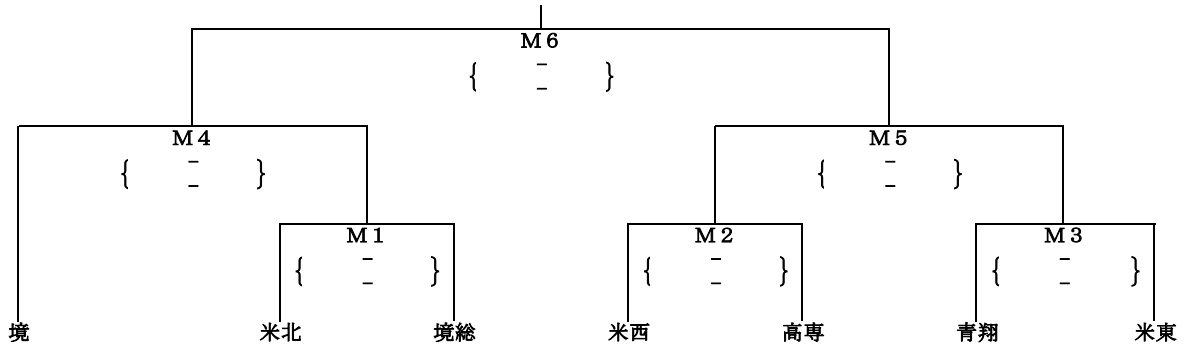 M6
{ - }
-
M4 M5
{ - } { - }
- -
M1 M2 M3
{ - } { - } { - }
- - -
境 米北 境総 米西 高専 青翔 米東